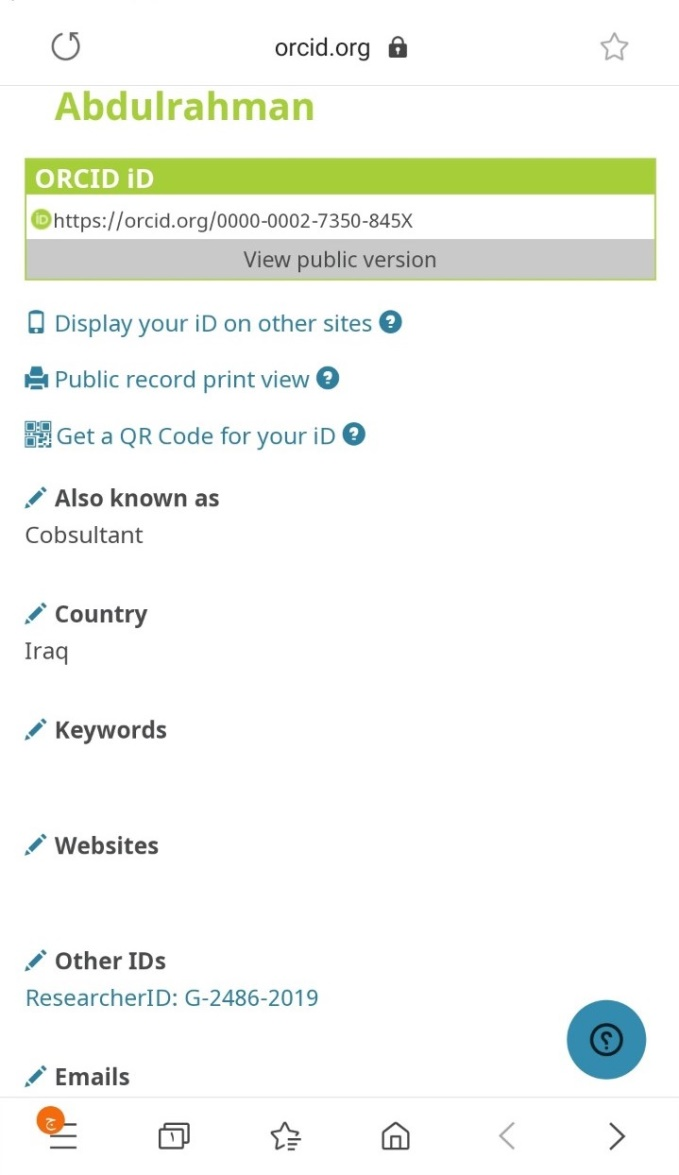 orcid.org
Abdulrahman
ORCID iD
iD https://orcid.org/0000-0002-7350-845X
View public version
Display your iD on other sites ?
Public record print view ?
Get a QR Code for your iD ?
Also known as
Cobsultant
Country
Iraq
Keywords
Websites
Other IDs
ResearcherID: G-2486-2019
؟
Emails
ج
١